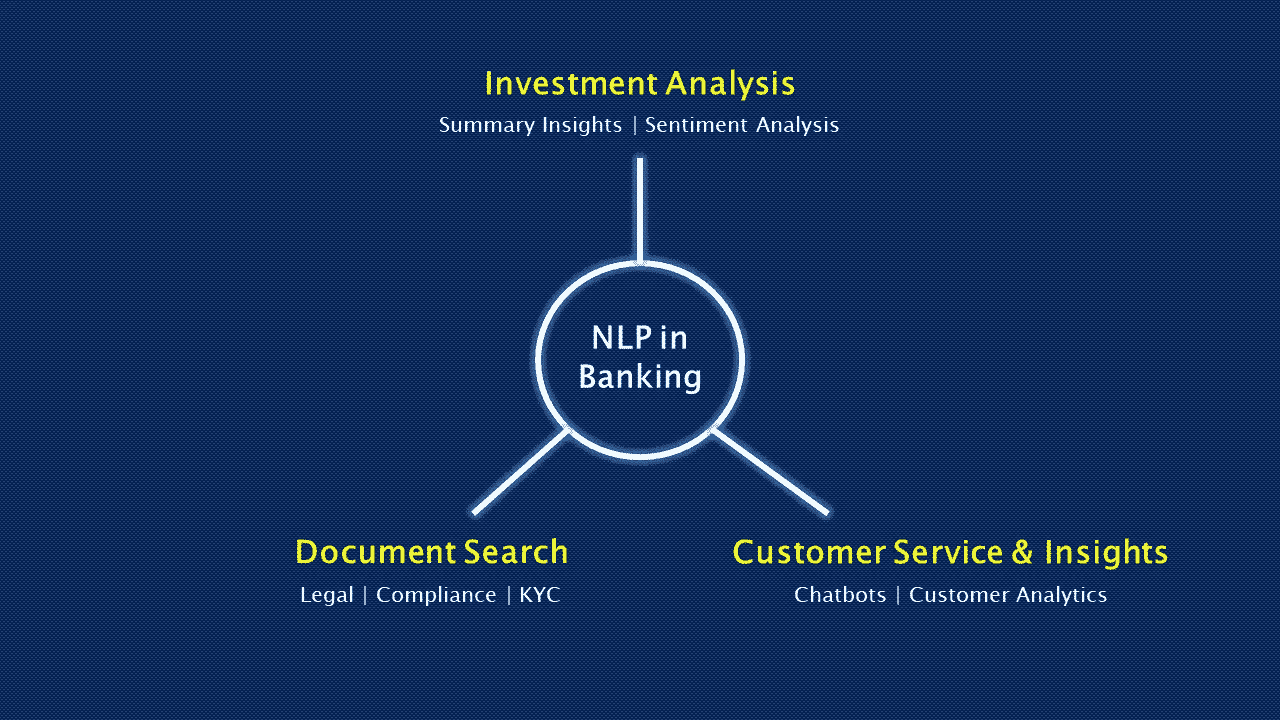 Investment Analysis
Summary Insights | Sentiment Analysis
NLP in
Banking
Document Search
Legal | Compliance | KYC
Customer Service & Insights
Chatbots | Customer Analytics